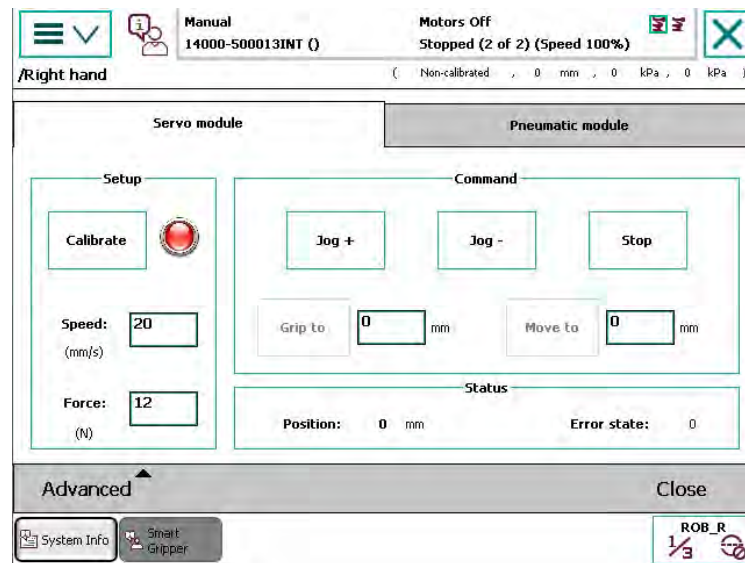 Manual
14000-500013INT ()
Motors Off
Stopped (2 of 2) (Speed 100%)
/Right hand
( Non-calibrated , 0 mm , 0 kPa , 0 kPa )
Servo module
Pneumatic module
Setup
Calibrate
Speed: 20
(mm/s)
Force: 12
(N)
Command
Jog +
Jog -
Stop
Grip to 0 mm
Move to 0 mm
Status
Position: 0 mm
Error state: 0
Advanced
Close
System Info
Smart
Gripper
ROB_R
1/3